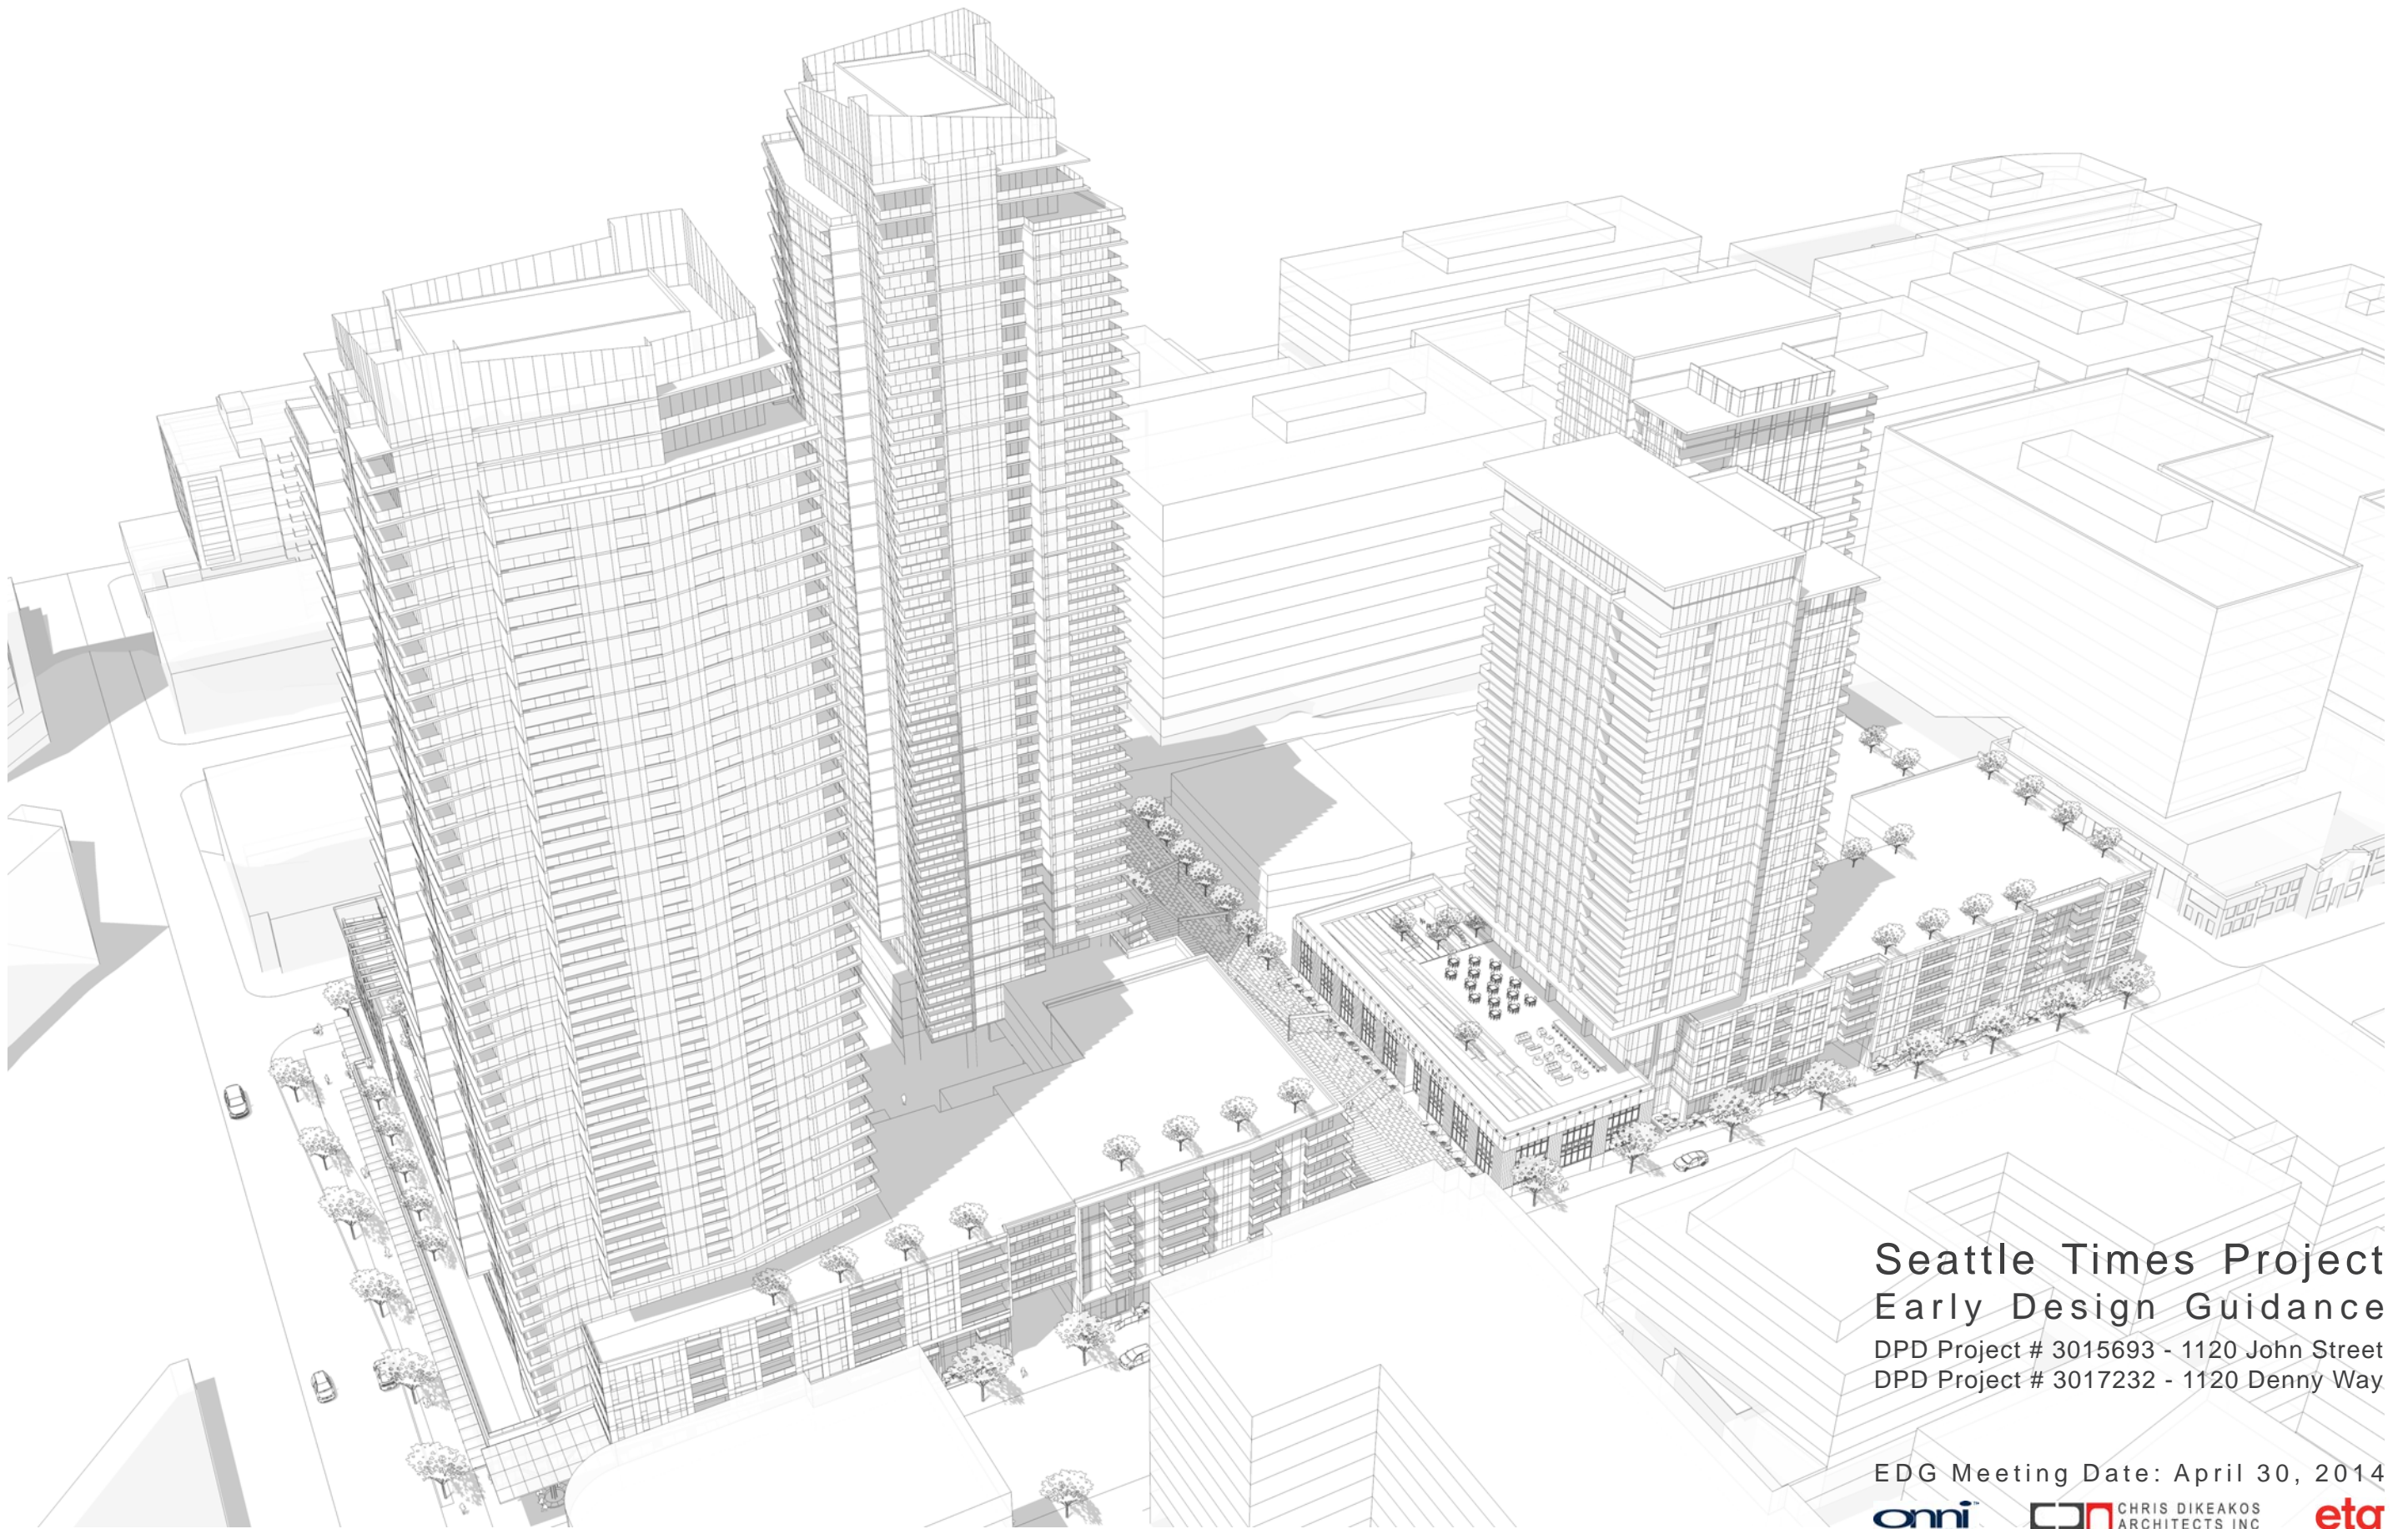 Seattle Times Project
Early Design Guidance
DPD Project # 3015693 - 1120 John Street
DPD Project # 3017232 - 1120 Denny Way
EDG Meeting Date: April 30, 2014
onni™
CHRIS DIKEAKOS
ARCHITECTS INC
eta